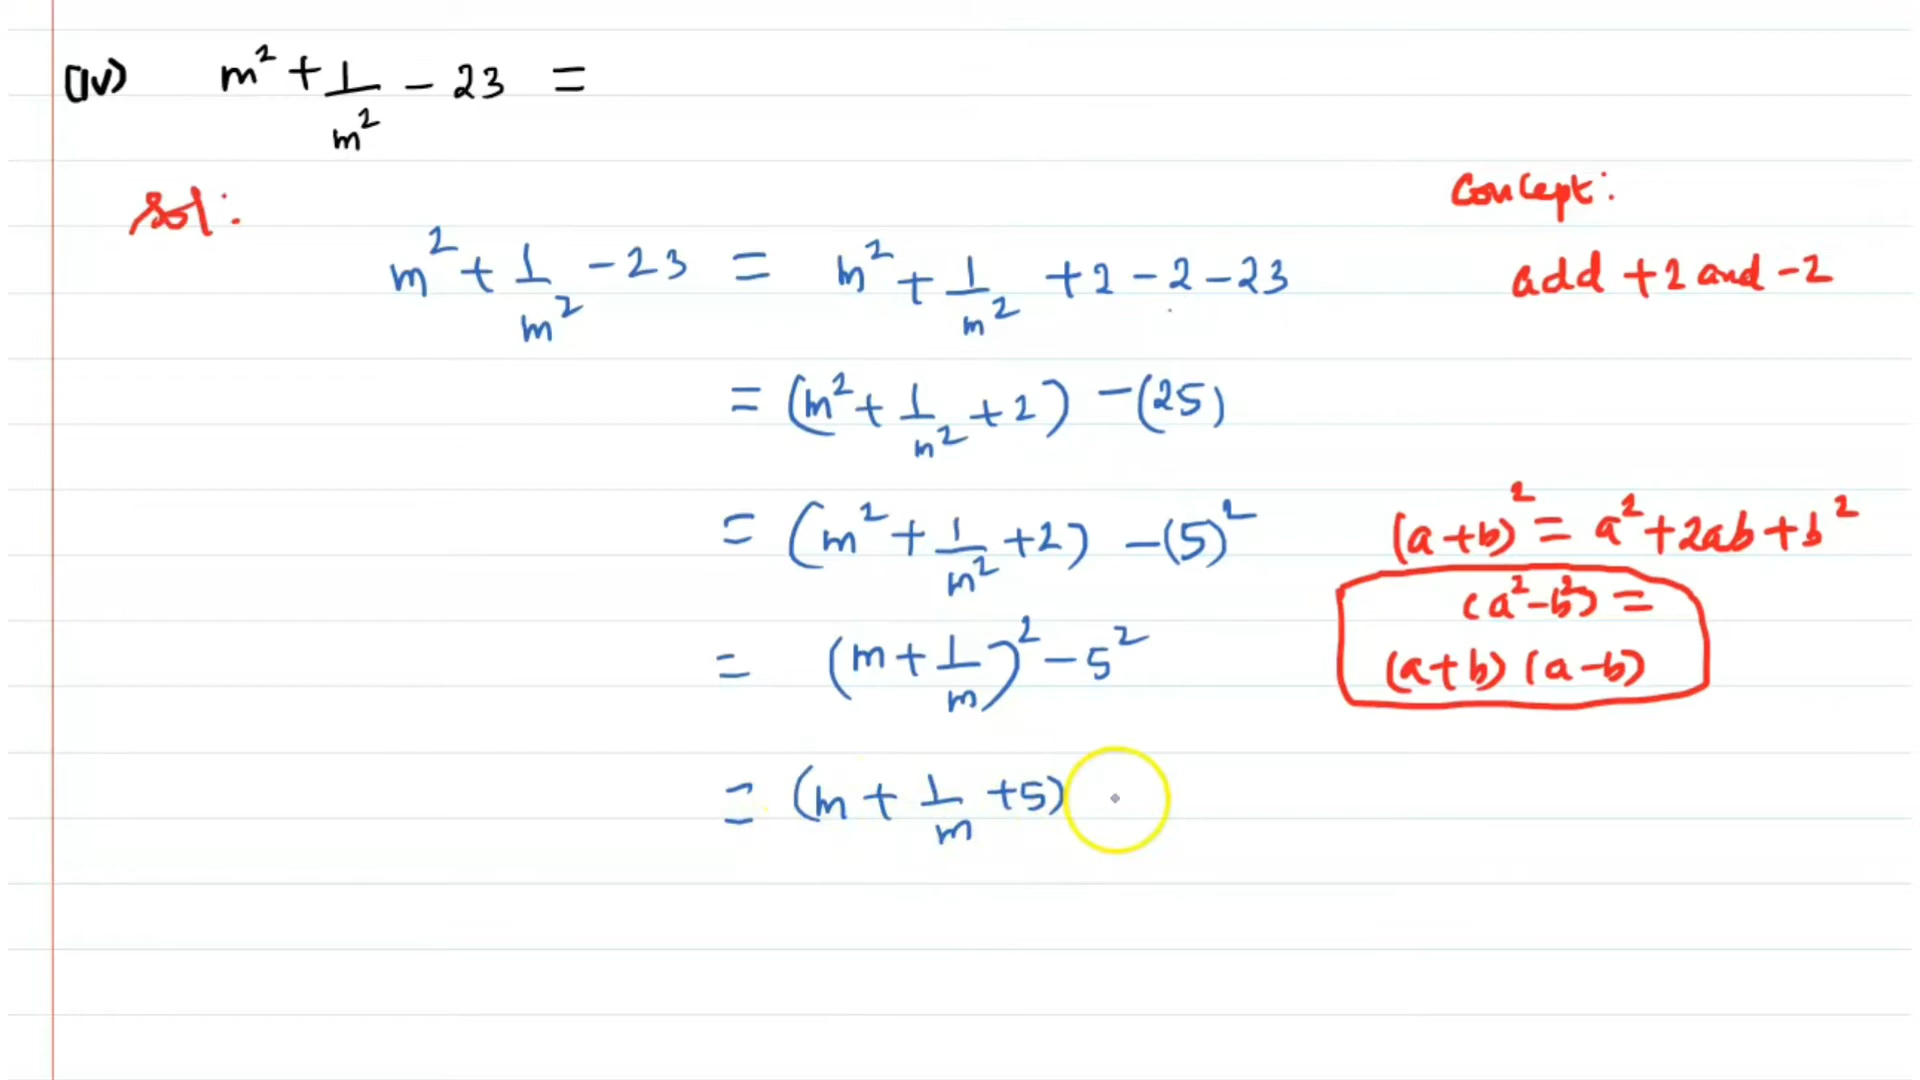 (iv) m² + 1/m² - 23 =
Sol:
Concept:
m² + 1/m² - 23 = m² + 1/m² + 2 - 2 - 23
add +2 and -2
= (m² + 1/m² + 2) - (25)
= (m² + 1/m² + 2) - (5)²
(a+b)² = a² + 2ab + b²
(a² - b²) =
(a+b) (a-b)
= (m + 1/m)² - 5²
= (m + 1/m + 5)